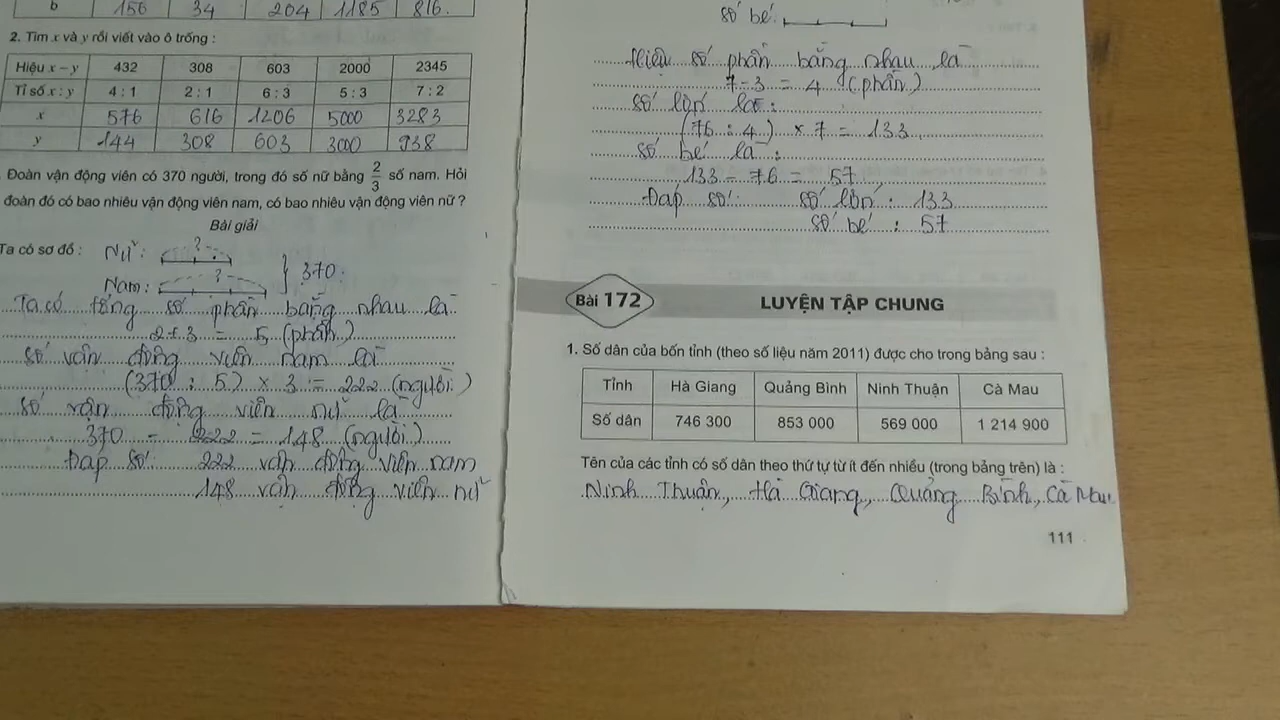 b 156 34 204 1185 816
2. Tìm x và y rồi viết vào ô trống :
Hiệu x – y 432 308 603 2000 2345
Tỉ số x : y 4 : 1 2 : 1 6 : 3 5 : 3 7 : 2
x 576 616 1206 5000 3283
y 144 308 603 3000 938
Đoàn vận động viên có 370 người, trong đó số nữ bằng 2/3 số nam. Hỏi
đoàn đó có bao nhiêu vận động viên nam, có bao nhiêu vận động viên nữ ?
Bài giải
Ta có sơ đồ : Nữ : ?
Nam : ? } 370
Ta có tổng số phần bằng nhau là
2 + 3 = 5 (phần)
Số vận động viên nam là
(370 : 5) × 3 = 222 (người)
Số vận động viên nữ là
370 – 222 = 148 (người)
Đáp số: 222 vận động viên nam
148 vận động viên nữ
số bé:
Hiệu số phần bằng nhau là
7 – 3 = 4 (phần)
Số lớn là :
(76 : 4) × 7 = 133
Số bé là :
133 – 76 = 57
Đáp số: số lớn : 133
số bé : 57
Bài 172 LUYỆN TẬP CHUNG
1. Số dân của bốn tỉnh (theo số liệu năm 2011) được cho trong bảng sau :
Tỉnh Hà Giang Quảng Bình Ninh Thuận Cà Mau
Số dân 746 300 853 000 569 000 1 214 900
Tên của các tỉnh có số dân theo thứ tự từ ít đến nhiều (trong bảng trên) là :
Ninh Thuận, Hà Giang, Quảng Bình, Cà Mau
111